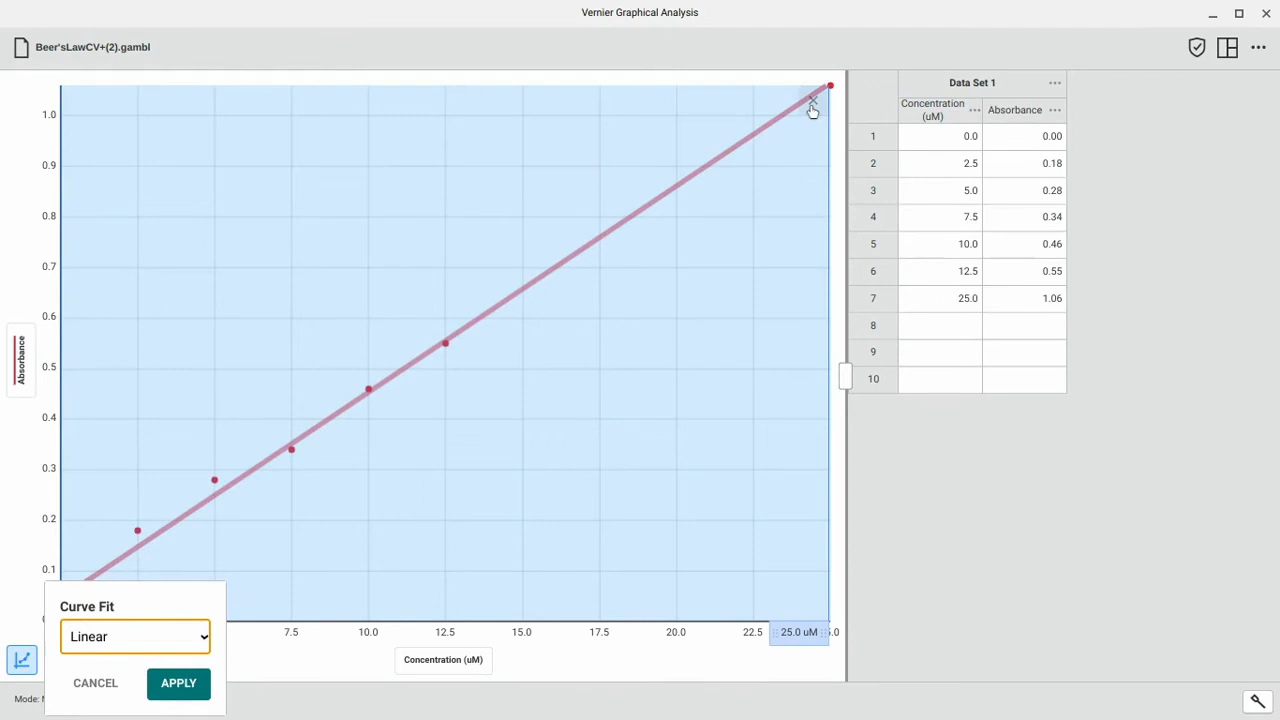 Vernier Graphical Analysis
Beer'sLawCV+(2).gambl
Data Set 1
Concentration (uM)
Absorbance
1 0.0 0.00
2 2.5 0.18
3 5.0 0.28
4 7.5 0.34
5 10.0 0.46
6 12.5 0.55
7 25.0 1.06
8
9
10
1.0
0.9
0.8
0.7
0.6
0.5
0.4
0.3
0.2
0.1
Absorbance
7.5 10.0 12.5 15.0 17.5 20.0 22.5 25.0 uM 5.0
Concentration (uM)
Curve Fit
Linear
CANCEL APPLY
Mode: